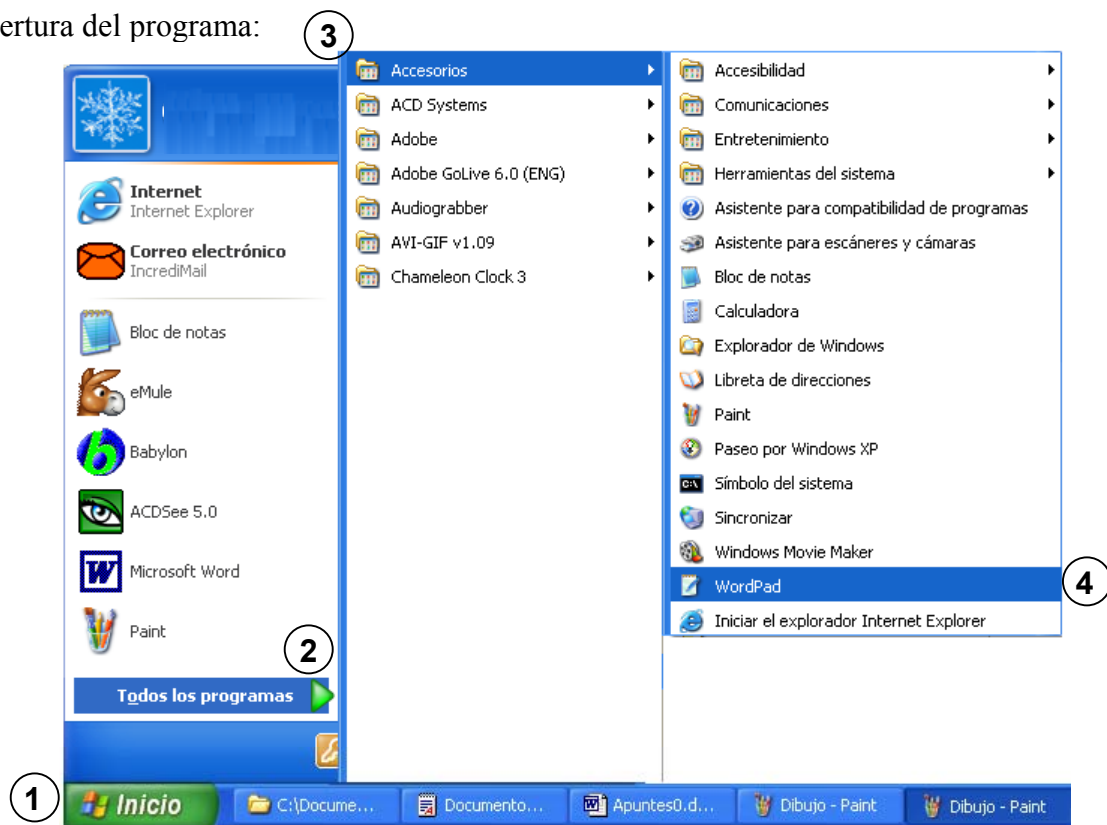 ertura del programa:
3
Accesorios
ACD Systems
Adobe
Adobe GoLive 6.0 (ENG)
Audiograbber
AVI-GIF v1.09
Chameleon Clock 3
Accesibilidad
Comunicaciones
Entretenimiento
Herramientas del sistema
Asistente para compatibilidad de programas
Asistente para escáneres y cámaras
Bloc de notas
Calculadora
Explorador de Windows
Libreta de direcciones
Paint
Paseo por Windows XP
Símbolo del sistema
Sincronizar
Windows Movie Maker
WordPad
4
Iniciar el explorador Internet Explorer
Internet
Internet Explorer
Correo electrónico
IncrediMail
Bloc de notas
eMule
Babylon
ACDSee 5.0
Microsoft Word
Paint
2
Todos los programas
1
Inicio
C:\Docume...
Documento...
Apuntes0.d...
Dibujo - Paint
Dibujo - Paint